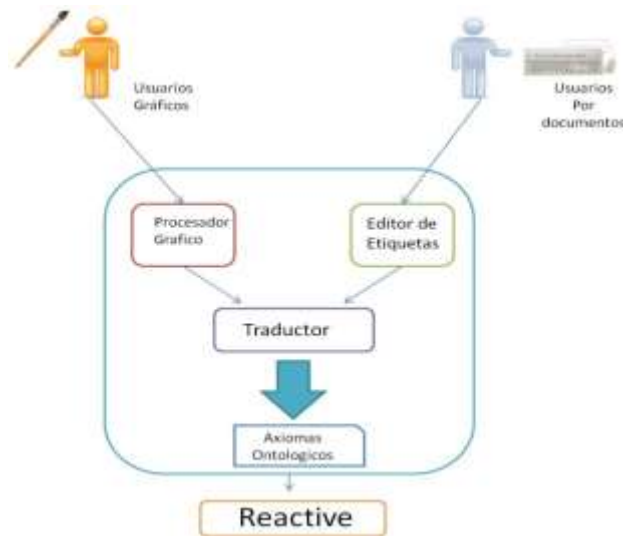 Usuarios
Gráficos
Usuarios
Por
documentos
Procesador
Grafico
Editor de
Etiquetas
Traductor
Axiomas
Ontologicos
Reactive